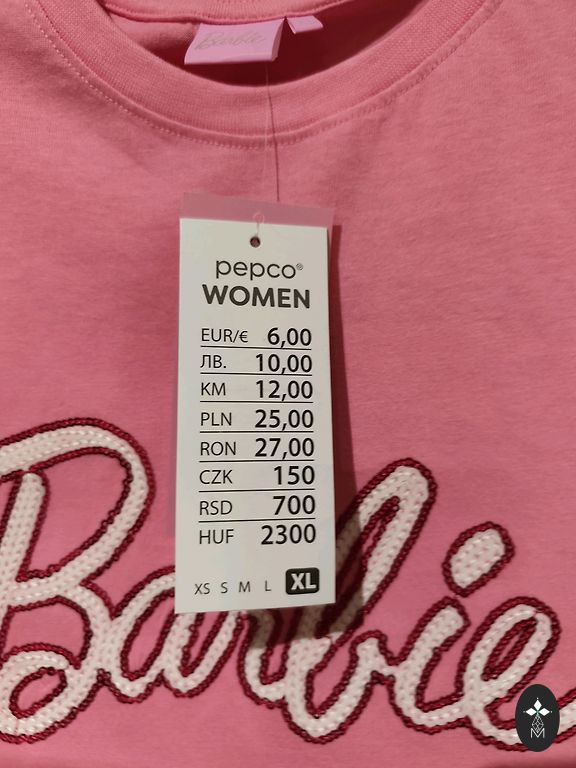 Barbie
pepco®
WOMEN
EUR/€ 6,00
ЛВ. 10,00
KM 12,00
PLN 25,00
RON 27,00
CZK 150
RSD 700
HUF 2300
XS S M L XL
Barbie
M